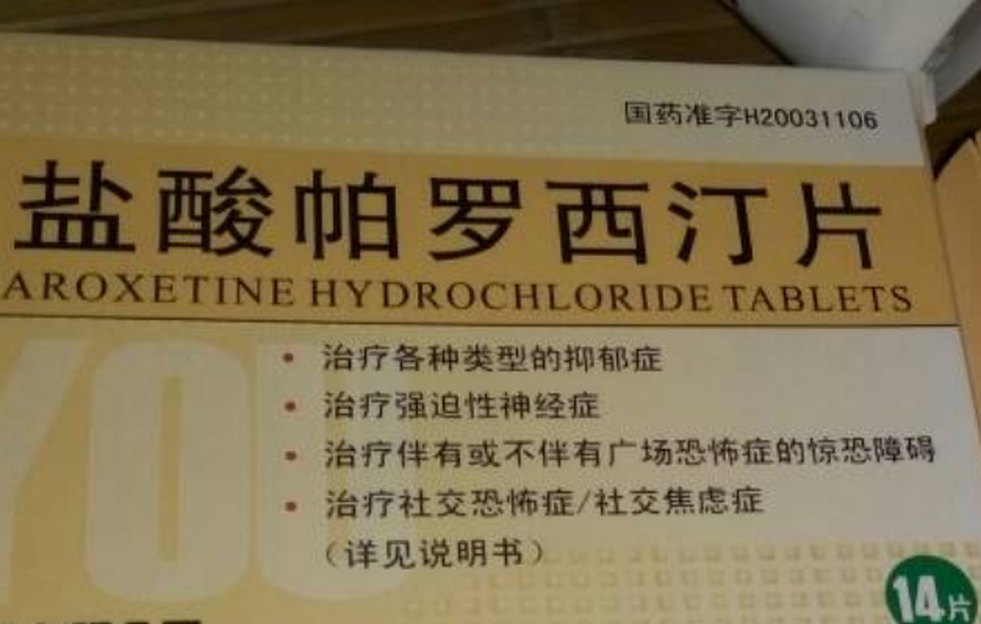 国药准字H20031106
盐酸帕罗西汀片
AROXETINE HYDROCHLORIDE TABLETS
YOU
• 治疗各种类型的抑郁症
• 治疗强迫性神经症
• 治疗伴有或不伴有广场恐怖症的惊恐障碍
• 治疗社交恐怖症/社交焦虑症
（详见说明书）
14片